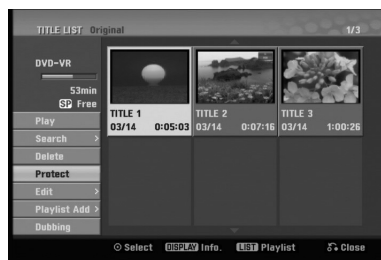 TITLE LIST Original 1/3
DVD-VR
53min
SP Free
Play
Search >
Delete
Protect
Edit >
Playlist Add >
Dubbing
TITLE 1
03/14 0:05:03
TITLE 2
03/14 0:07:16
TITLE 3
03/14 1:00:26
Select DISPLAY Info. LIST Playlist Close